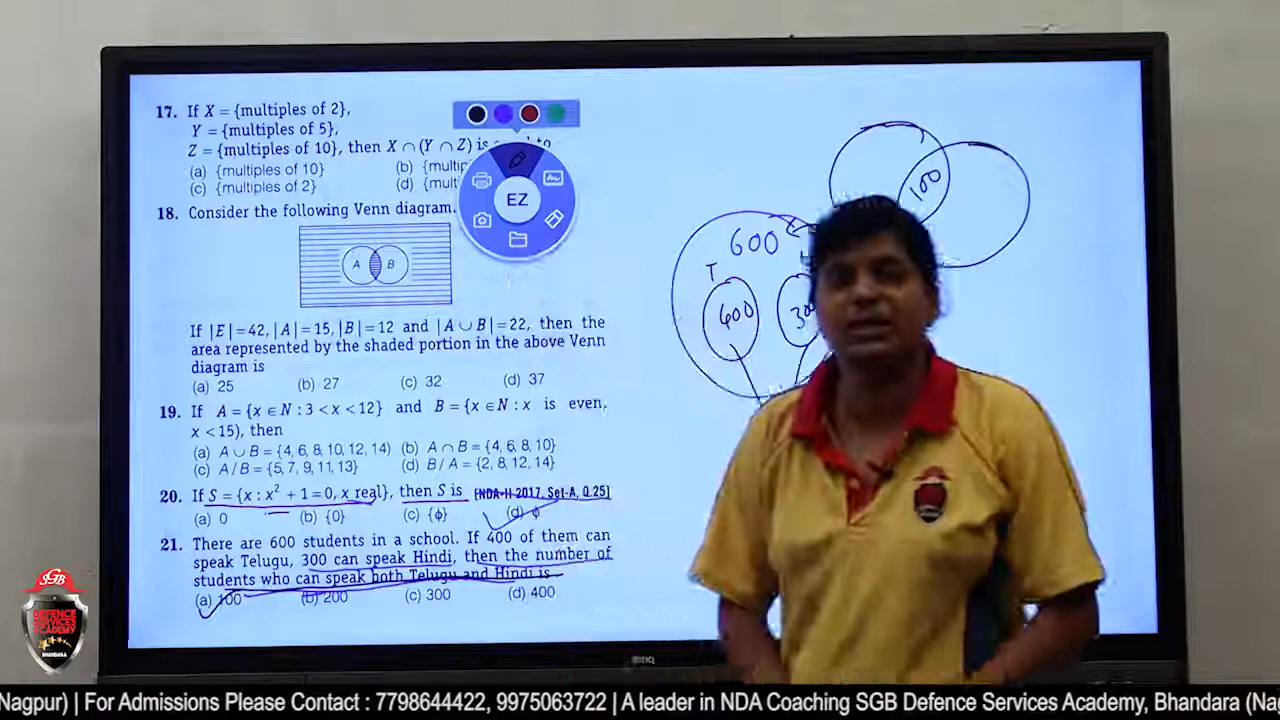 17. If X = {multiples of 2},
Y = {multiples of 5},
Z = {multiples of 10}, then X ∩ (Y ∩ Z) is equal to
(a) {multiples of 10} (b)
(c) {multiples of 2} (d)
18. Consider the following Venn diagram.
A B
If |E|=42, |A|=15, |B|=12 and |A ∪ B|=22, then the
area represented by the shaded portion in the above Venn
diagram is
(a) 25 (b) 27 (c) 32 (d) 37
19. If A={x ∈ N : 3 < x < 12} and B={x ∈ N : x is even,
x < 15), then
(a) A ∪ B = {4, 6, 8, 10, 12, 14) (b) A ∩ B = {4, 6, 8, 10}
(c) A / B = {5, 7, 9, 11, 13} (d) B / A = {2, 8, 12, 14}
20. If S = {x : x² + 1 = 0, x real}, then S is [NDA-II 2017, Set-A, Q.25]
(a) 0 (b) {0} (c) {ϕ} (d) ϕ
21. There are 600 students in a school. If 400 of them can
speak Telugu, 300 can speak Hindi, then the number of
students who can speak both Telugu and Hindi is
(a) 100 (b) 200 (c) 300 (d) 400
EZ
100
600
T
600
300
BenQ
SGB
DEFENCE
SERVICES
ACADEMY
BHANDARA
Nagpur) | For Admissions Please Contact : 7798644422, 9975063722 | A leader in NDA Coaching SGB Defence Services Academy, Bhandara (Nag